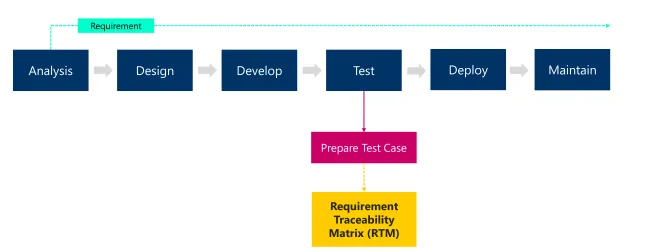 Requirement
Analysis
Design
Develop
Test
Deploy
Maintain
Prepare Test Case
Requirement
Traceability
Matrix (RTM)